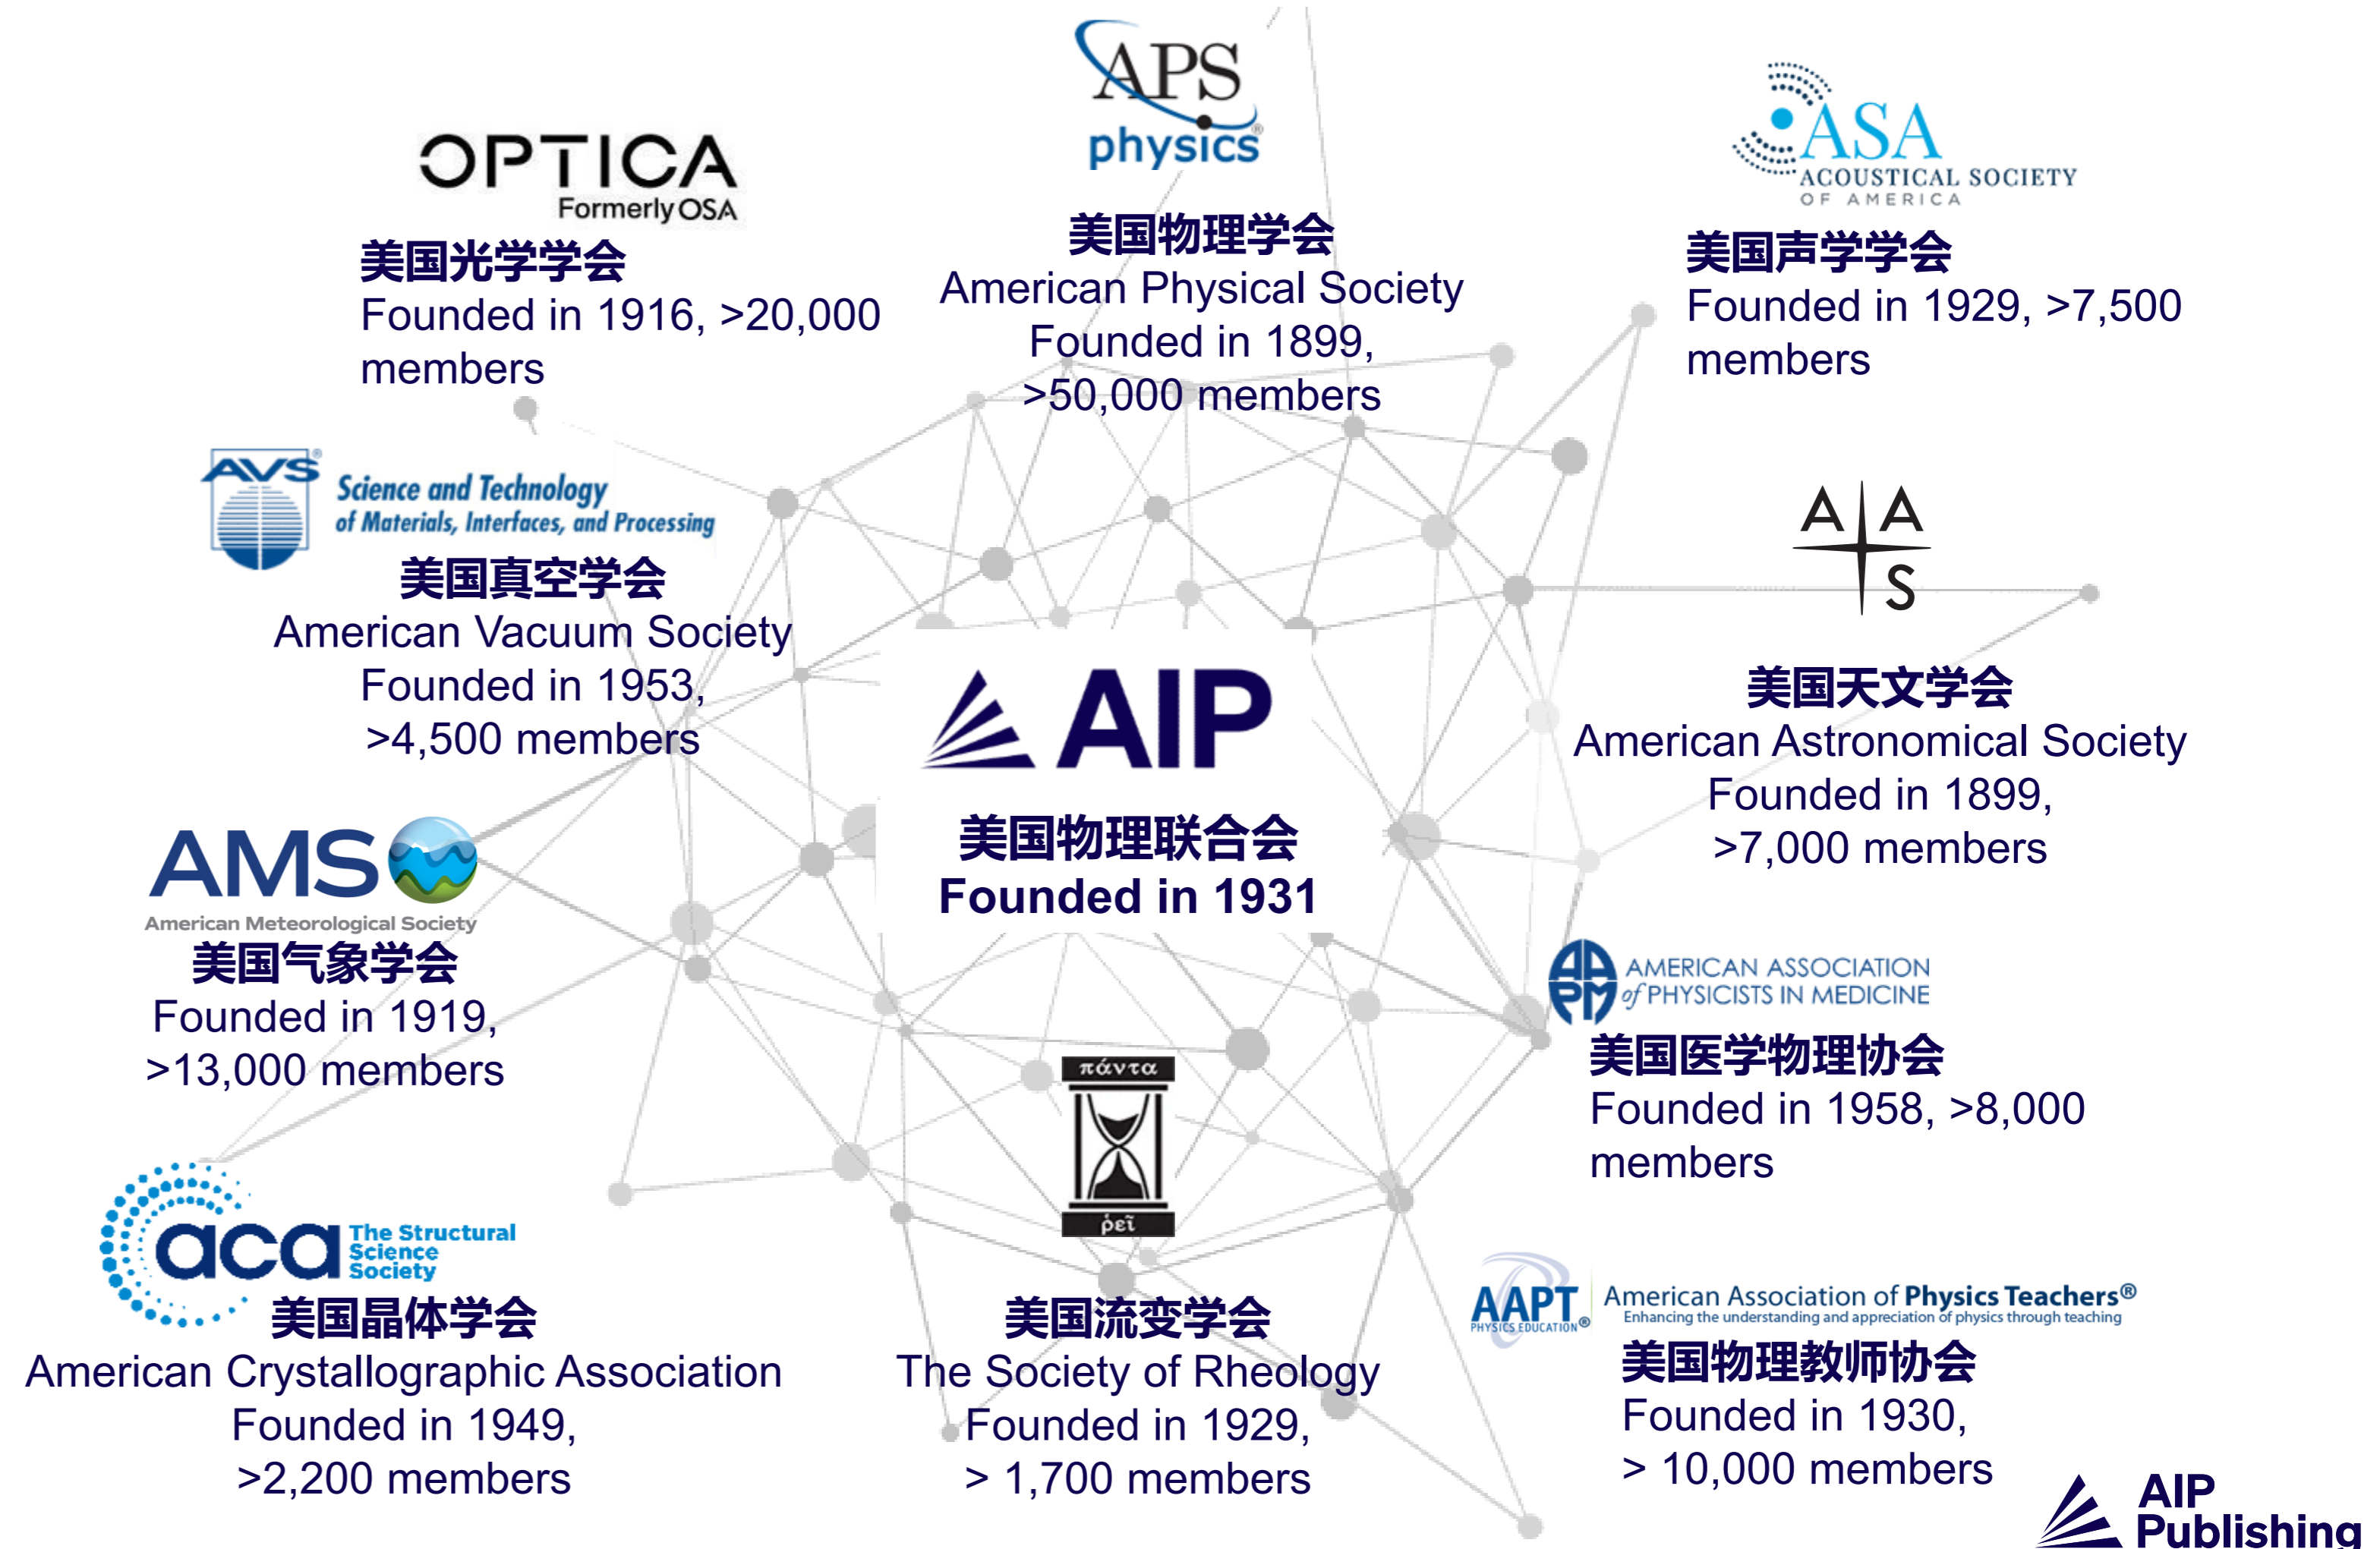 OPTICA
Formerly OSA
美国光学学会
Founded in 1916, >20,000
members
APS
physics
美国物理学会
American Physical Society
Founded in 1899,
>50,000 members
ASA
ACOUSTICAL SOCIETY
OF AMERICA
美国声学学会
Founded in 1929, >7,500
members
AVS®
Science and Technology
of Materials, Interfaces, and Processing
美国真空学会
American Vacuum Society
Founded in 1953,
>4,500 members
AIP
美国物理联合会
Founded in 1931
A A
S
美国天文学会
American Astronomical Society
Founded in 1899,
>7,000 members
AMS
American Meteorological Society
美国气象学会
Founded in 1919,
>13,000 members
AAPM
AMERICAN ASSOCIATION
of PHYSICISTS IN MEDICINE
美国医学物理协会
Founded in 1958, >8,000
members
aca
The Structural
Science
Society
美国晶体学会
American Crystallographic Association
Founded in 1949,
>2,200 members
πάντα
ῥεῖ
美国流变学会
The Society of Rheology
Founded in 1929,
> 1,700 members
AAPT
PHYSICS EDUCATION®
American Association of Physics Teachers®
Enhancing the understanding and appreciation of physics through teaching
美国物理教师协会
Founded in 1930,
> 10,000 members
AIP
Publishing